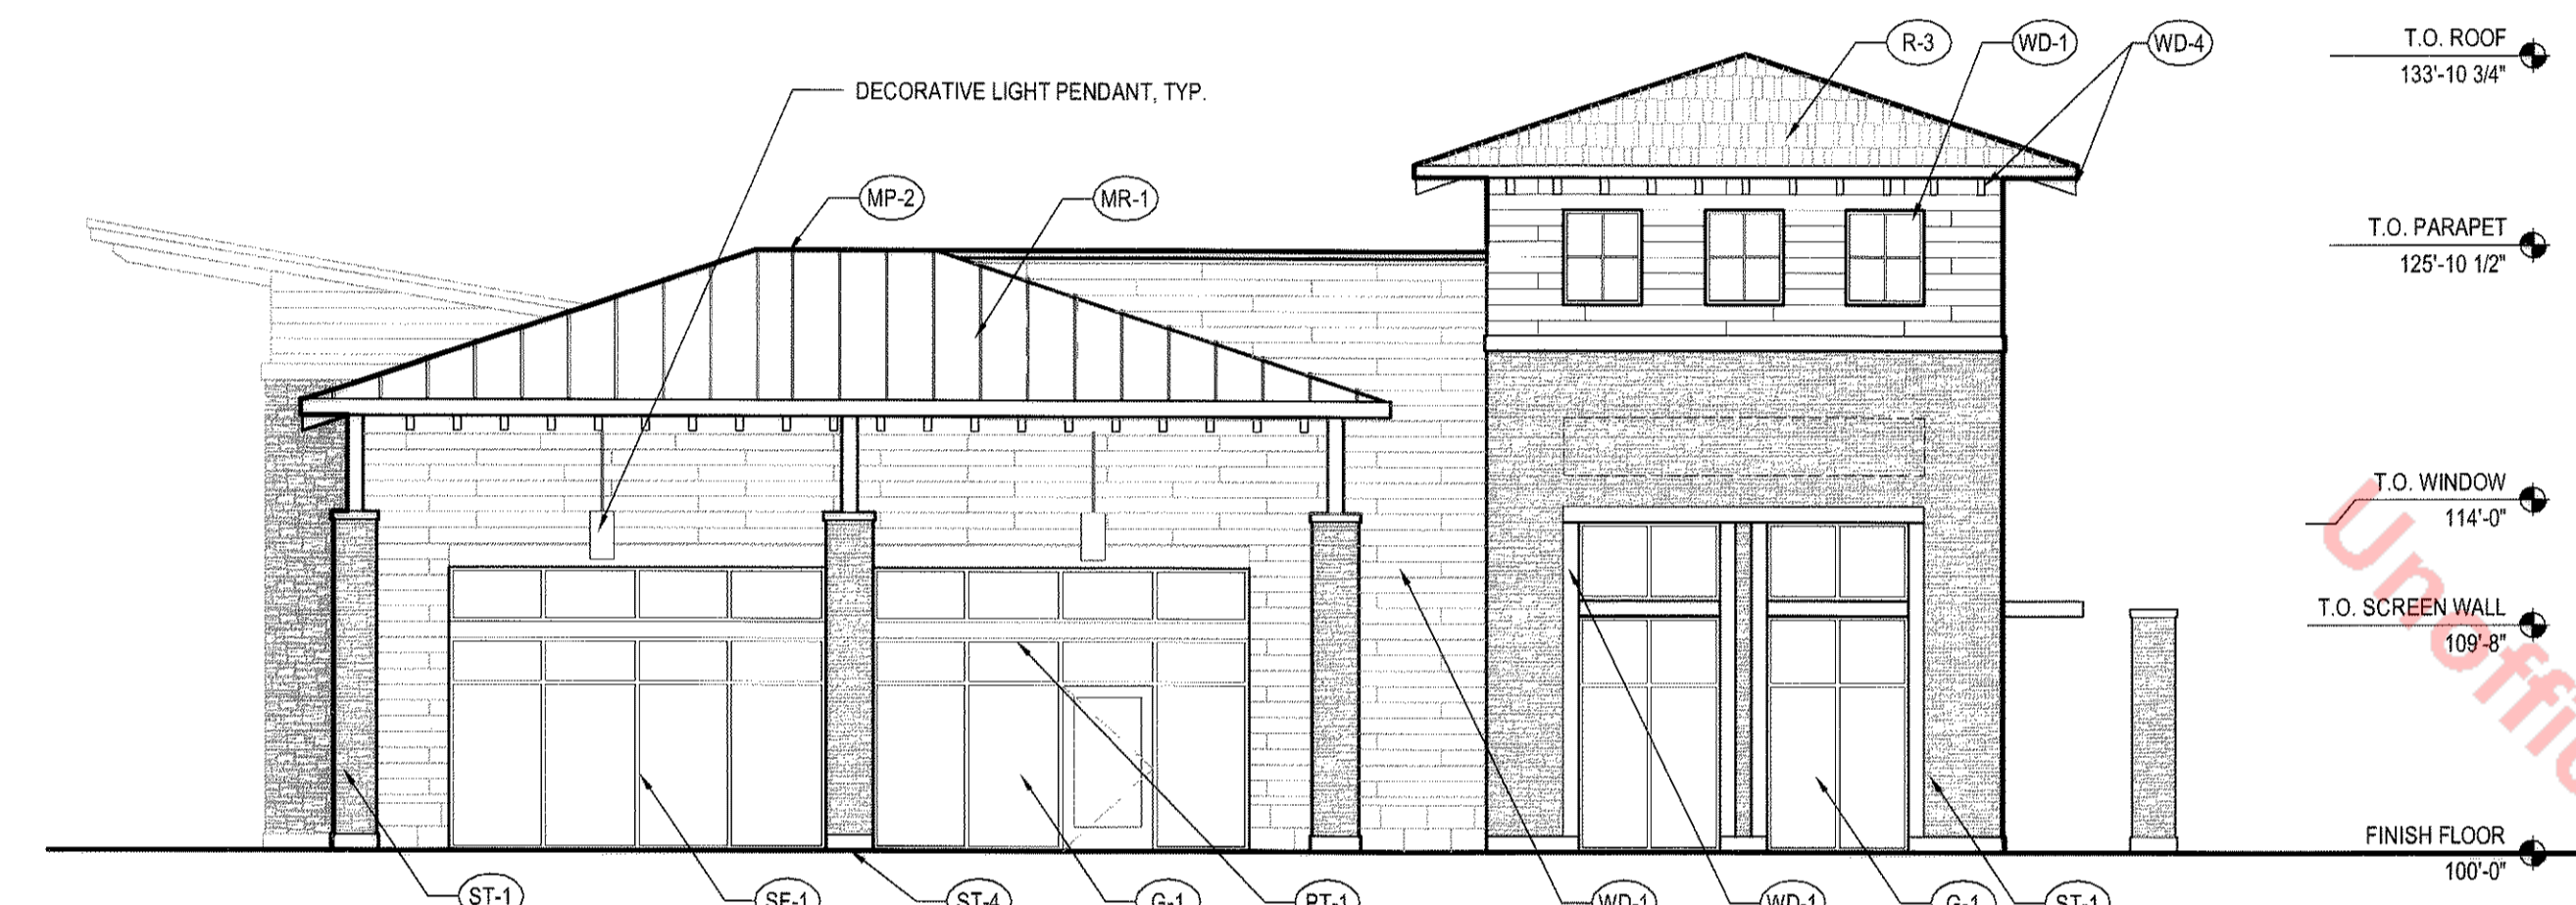 R-3
WD-1
WD-4
T.O. ROOF
133'-10 3/4"
DECORATIVE LIGHT PENDANT, TYP.
MP-2
MR-1
T.O. PARAPET
125'-10 1/2"
T.O. WINDOW
114'-0"
T.O. SCREEN WALL
109'-8"
FINISH FLOOR
100'-0"
ST-1
SF-1
ST-4
G-1
PT-1
WD-1
WD-1
G-1
ST-1